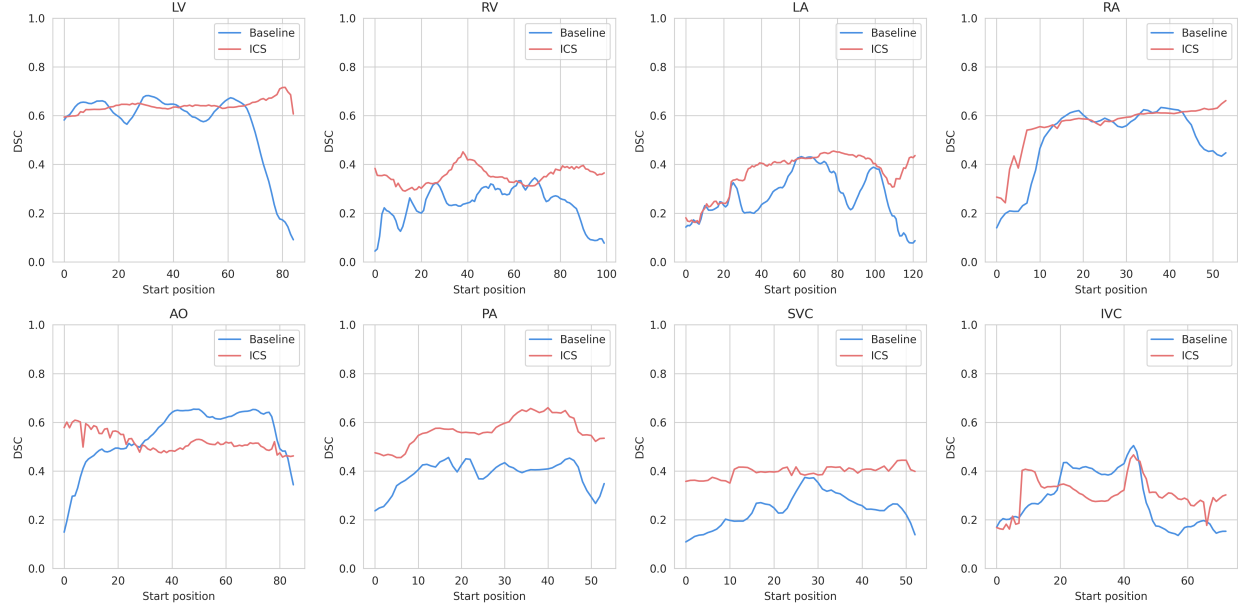 LV
1.0
0.8
0.6
0.4
0.2
0.0
DSC
0 20 40 60 80
Start position
Baseline
ICS
RV
1.0
0.8
0.6
0.4
0.2
0.0
DSC
0 20 40 60 80 100
Start position
Baseline
ICS
LA
1.0
0.8
0.6
0.4
0.2
0.0
DSC
0 20 40 60 80 100 120
Start position
Baseline
ICS
RA
1.0
0.8
0.6
0.4
0.2
0.0
DSC
0 10 20 30 40 50
Start position
Baseline
ICS
AO
1.0
0.8
0.6
0.4
0.2
0.0
DSC
0 20 40 60 80
Start position
Baseline
ICS
PA
1.0
0.8
0.6
0.4
0.2
0.0
DSC
0 10 20 30 40 50
Start position
Baseline
ICS
SVC
1.0
0.8
0.6
0.4
0.2
0.0
DSC
0 10 20 30 40 50
Start position
Baseline
ICS
IVC
1.0
0.8
0.6
0.4
0.2
0.0
DSC
0 20 40 60
Start position
Baseline
ICS